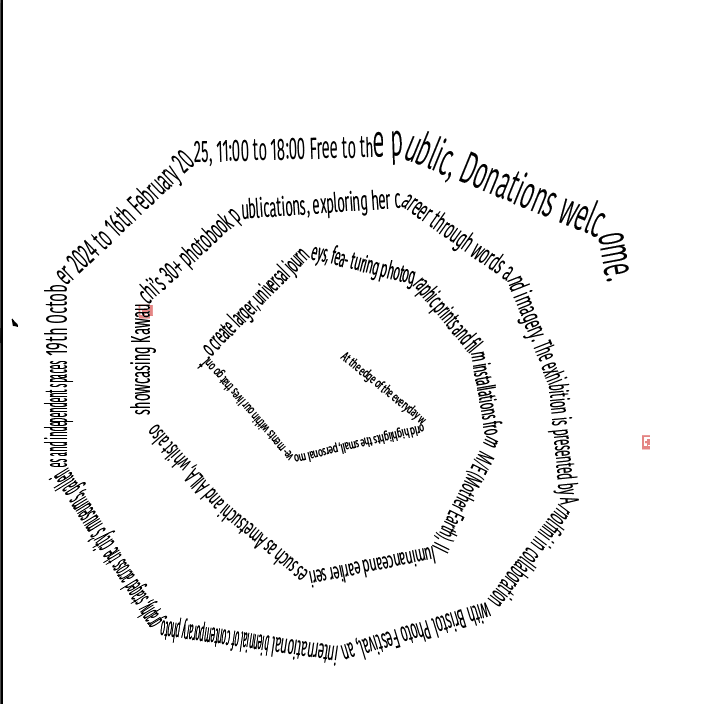 At the edge of the everyday world highlights the small, personal mo-ve-ments within our lives that go onto create larger, universal journeys, fea- turing photographic prints and film installations from M/E (Mother Earth), Illuminanceand earlier series such as Ametsuchi and AILA, whilst also showcasing Kawauchi's 30+ photobook publications, exploring her career through words and imagery. The exhibition is presented by Arnolfini in collaboration with Bristol Photo Festival, an international biennial of contemporary photography, staged across the city's museums, galleries and independent spaces 19th October 2024 to 16th February 2025, 11:00 to 18:00 Free to the public, Donations welcome.